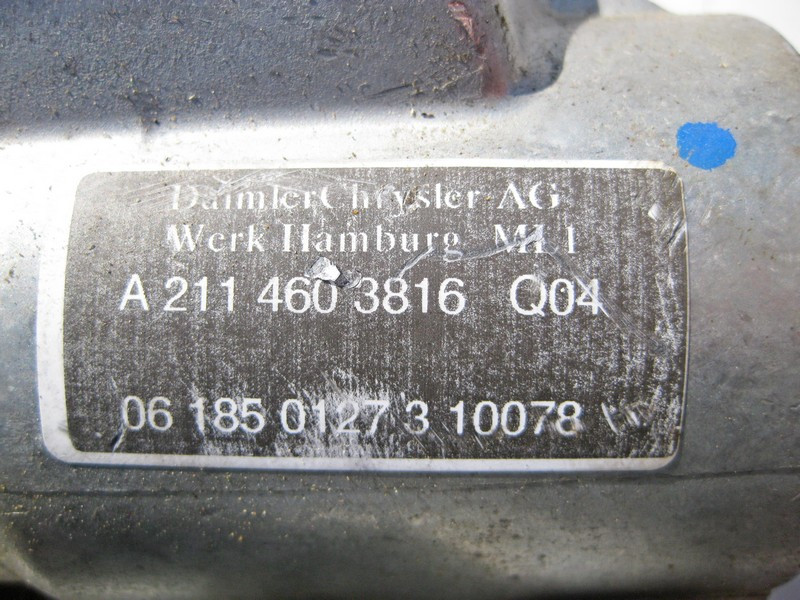 DaimlerChrysler AG
Werk Hamburg
A 211 460 3816 Q04
06 185 0127 3 10078